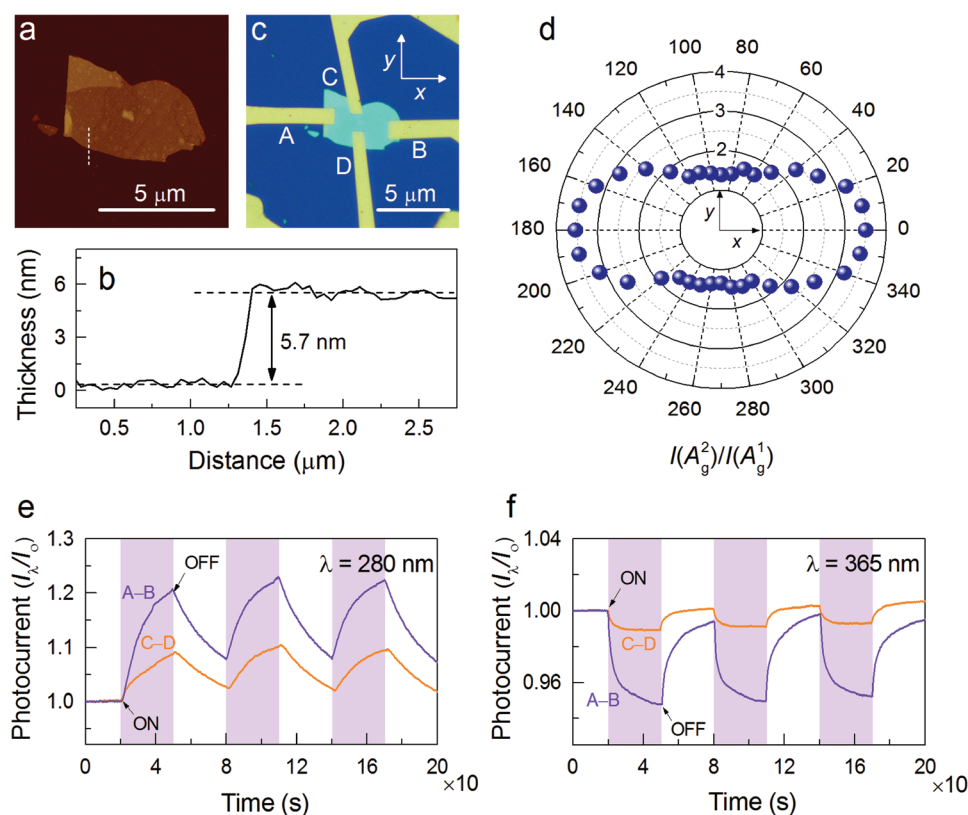 a
5 μm
c
y
x
C
A
B
D
5 μm
b
Thickness (nm)
6
3
0
5.7 nm
0.5
1.0
1.5
2.0
2.5
Distance (μm)
d
100
80
120
60
140
40
160
20
180
0
200
340
220
320
240
300
260
280
4
3
2
y
x
I(A²g)/I(A¹g)
e
Photocurrent (Iλ/Io)
1.3
1.2
1.1
1.0
λ = 280 nm
OFF
A–B
C–D
ON
0
4
8
12
16
20
×10
Time (s)
f
Photocurrent (Iλ/Io)
1.04
1.00
0.96
λ = 365 nm
ON
C–D
A–B
OFF
0
4
8
12
16
20
×10
Time (s)